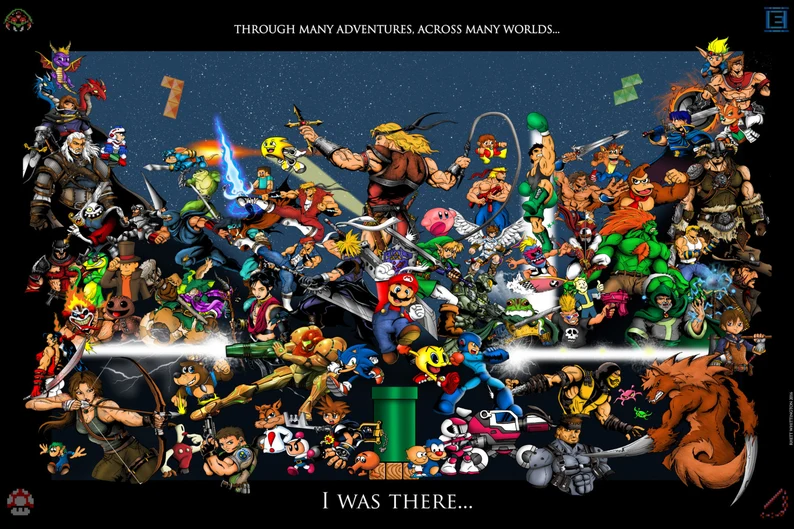 THROUGH MANY ADVENTURES, ACROSS MANY WORLDS...
E
I WAS THERE...